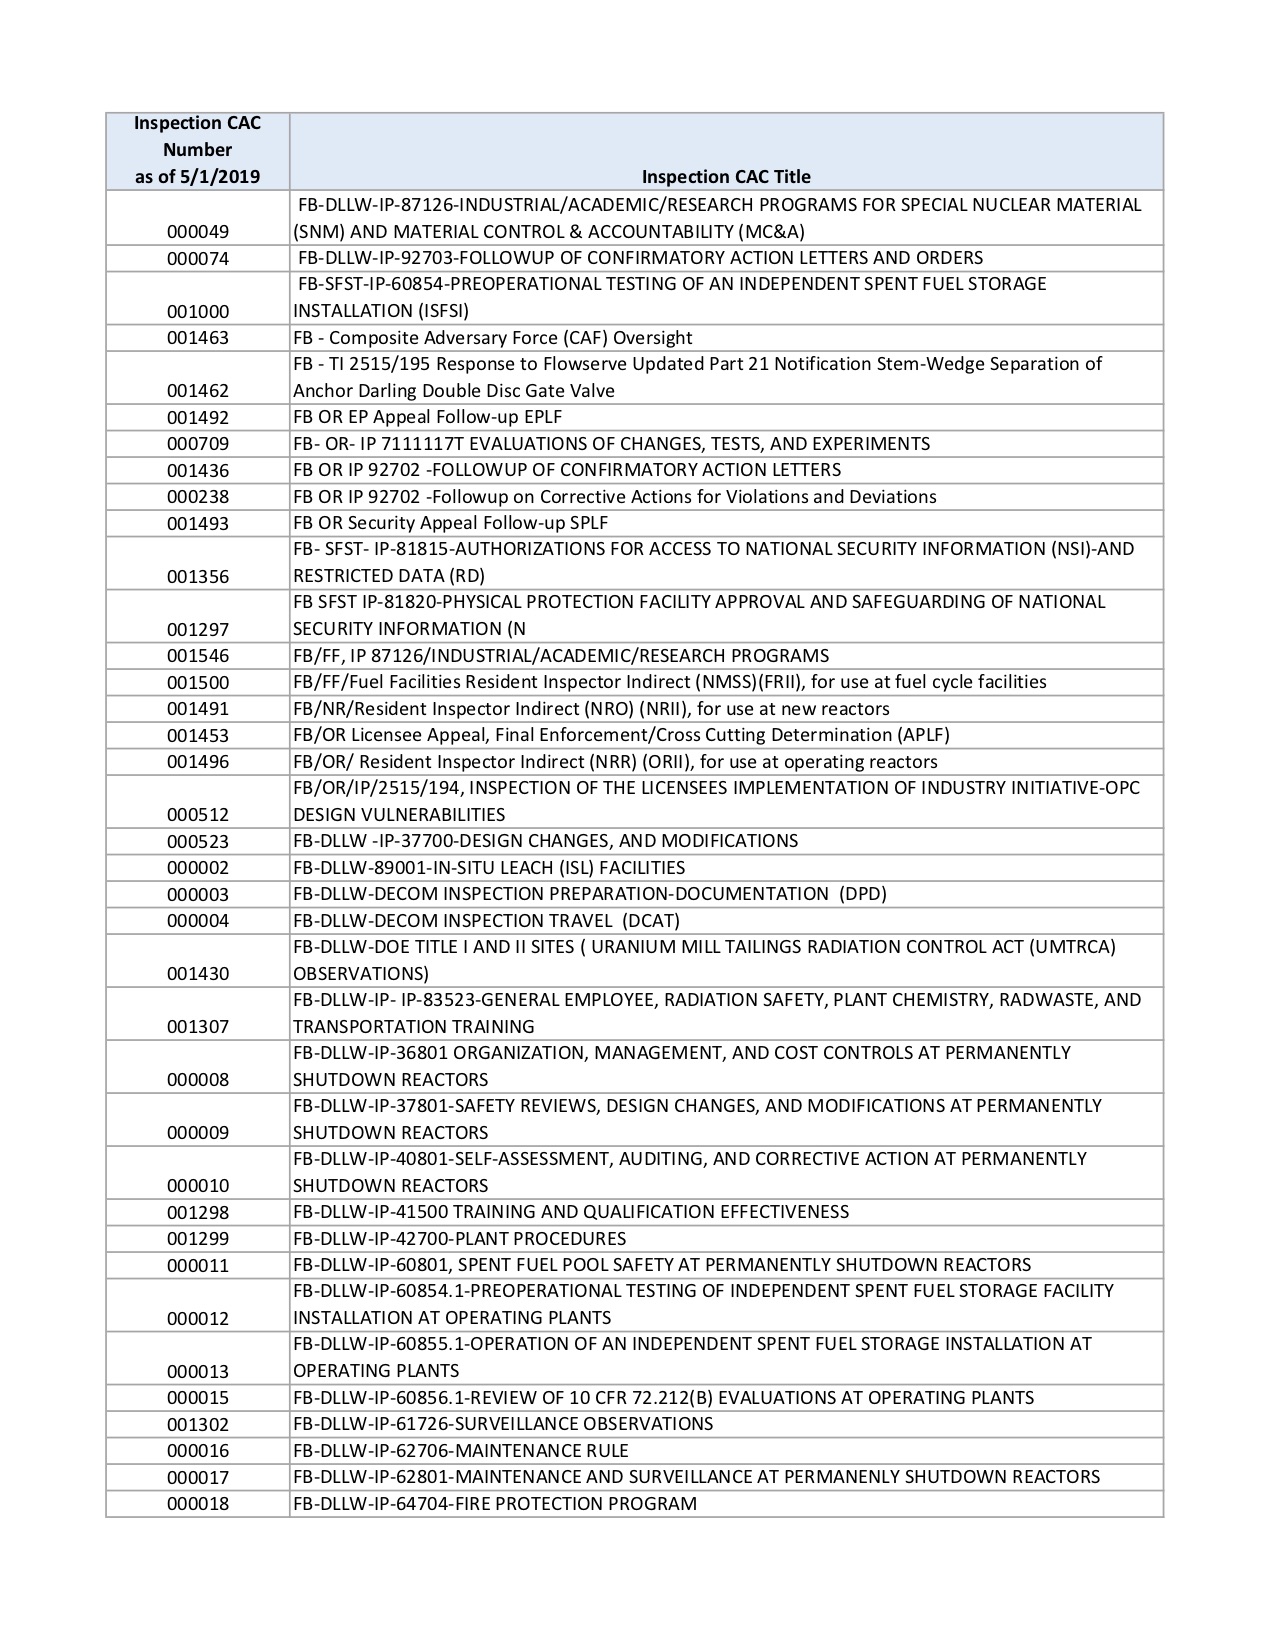 Inspection CAC
Number
as of 5/1/2019
Inspection CAC Title
FB-DLLW-IP-87126-INDUSTRIAL/ACADEMIC/RESEARCH PROGRAMS FOR SPECIAL NUCLEAR MATERIAL
000049 (SNM) AND MATERIAL CONTROL & ACCOUNTABILITY (MC&A)
000074 FB-DLLW-IP-92703-FOLLOWUP OF CONFIRMATORY ACTION LETTERS AND ORDERS
FB-SFST-IP-60854-PREOPERATIONAL TESTING OF AN INDEPENDENT SPENT FUEL STORAGE
001000 INSTALLATION (ISFSI)
001463 FB - Composite Adversary Force (CAF) Oversight
FB - TI 2515/195 Response to Flowserve Updated Part 21 Notification Stem-Wedge Separation of
001462 Anchor Darling Double Disc Gate Valve
001492 FB OR EP Appeal Follow-up EPLF
000709 FB- OR- IP 7111117T EVALUATIONS OF CHANGES, TESTS, AND EXPERIMENTS
001436 FB OR IP 92702 -FOLLOWUP OF CONFIRMATORY ACTION LETTERS
000238 FB OR IP 92702 -Followup on Corrective Actions for Violations and Deviations
001493 FB OR Security Appeal Follow-up SPLF
FB- SFST- IP-81815-AUTHORIZATIONS FOR ACCESS TO NATIONAL SECURITY INFORMATION (NSI)-AND
001356 RESTRICTED DATA (RD)
FB SFST IP-81820-PHYSICAL PROTECTION FACILITY APPROVAL AND SAFEGUARDING OF NATIONAL
001297 SECURITY INFORMATION (N
001546 FB/FF, IP 87126/INDUSTRIAL/ACADEMIC/RESEARCH PROGRAMS
001500 FB/FF/Fuel Facilities Resident Inspector Indirect (NMSS)(FRII), for use at fuel cycle facilities
001491 FB/NR/Resident Inspector Indirect (NRO) (NRII), for use at new reactors
001453 FB/OR Licensee Appeal, Final Enforcement/Cross Cutting Determination (APLF)
001496 FB/OR/ Resident Inspector Indirect (NRR) (ORII), for use at operating reactors
FB/OR/IP/2515/194, INSPECTION OF THE LICENSEES IMPLEMENTATION OF INDUSTRY INITIATIVE-OPC
000512 DESIGN VULNERABILITIES
000523 FB-DLLW -IP-37700-DESIGN CHANGES, AND MODIFICATIONS
000002 FB-DLLW-89001-IN-SITU LEACH (ISL) FACILITIES
000003 FB-DLLW-DECOM INSPECTION PREPARATION-DOCUMENTATION  (DPD)
000004 FB-DLLW-DECOM INSPECTION TRAVEL  (DCAT)
FB-DLLW-DOE TITLE I AND II SITES ( URANIUM MILL TAILINGS RADIATION CONTROL ACT (UMTRCA)
001430 OBSERVATIONS)
FB-DLLW-IP- IP-83523-GENERAL EMPLOYEE, RADIATION SAFETY, PLANT CHEMISTRY, RADWASTE, AND
001307 TRANSPORTATION TRAINING
FB-DLLW-IP-36801 ORGANIZATION, MANAGEMENT, AND COST CONTROLS AT PERMANENTLY
000008 SHUTDOWN REACTORS
FB-DLLW-IP-37801-SAFETY REVIEWS, DESIGN CHANGES, AND MODIFICATIONS AT PERMANENTLY
000009 SHUTDOWN REACTORS
FB-DLLW-IP-40801-SELF-ASSESSMENT, AUDITING, AND CORRECTIVE ACTION AT PERMANENTLY
000010 SHUTDOWN REACTORS
001298 FB-DLLW-IP-41500 TRAINING AND QUALIFICATION EFFECTIVENESS
001299 FB-DLLW-IP-42700-PLANT PROCEDURES
000011 FB-DLLW-IP-60801, SPENT FUEL POOL SAFETY AT PERMANENTLY SHUTDOWN REACTORS
FB-DLLW-IP-60854.1-PREOPERATIONAL TESTING OF INDEPENDENT SPENT FUEL STORAGE FACILITY
000012 INSTALLATION AT OPERATING PLANTS
FB-DLLW-IP-60855.1-OPERATION OF AN INDEPENDENT SPENT FUEL STORAGE INSTALLATION AT
000013 OPERATING PLANTS
000015 FB-DLLW-IP-60856.1-REVIEW OF 10 CFR 72.212(B) EVALUATIONS AT OPERATING PLANTS
001302 FB-DLLW-IP-61726-SURVEILLANCE OBSERVATIONS
000016 FB-DLLW-IP-62706-MAINTENANCE RULE
000017 FB-DLLW-IP-62801-MAINTENANCE AND SURVEILLANCE AT PERMANENLY SHUTDOWN REACTORS
000018 FB-DLLW-IP-64704-FIRE PROTECTION PROGRAM